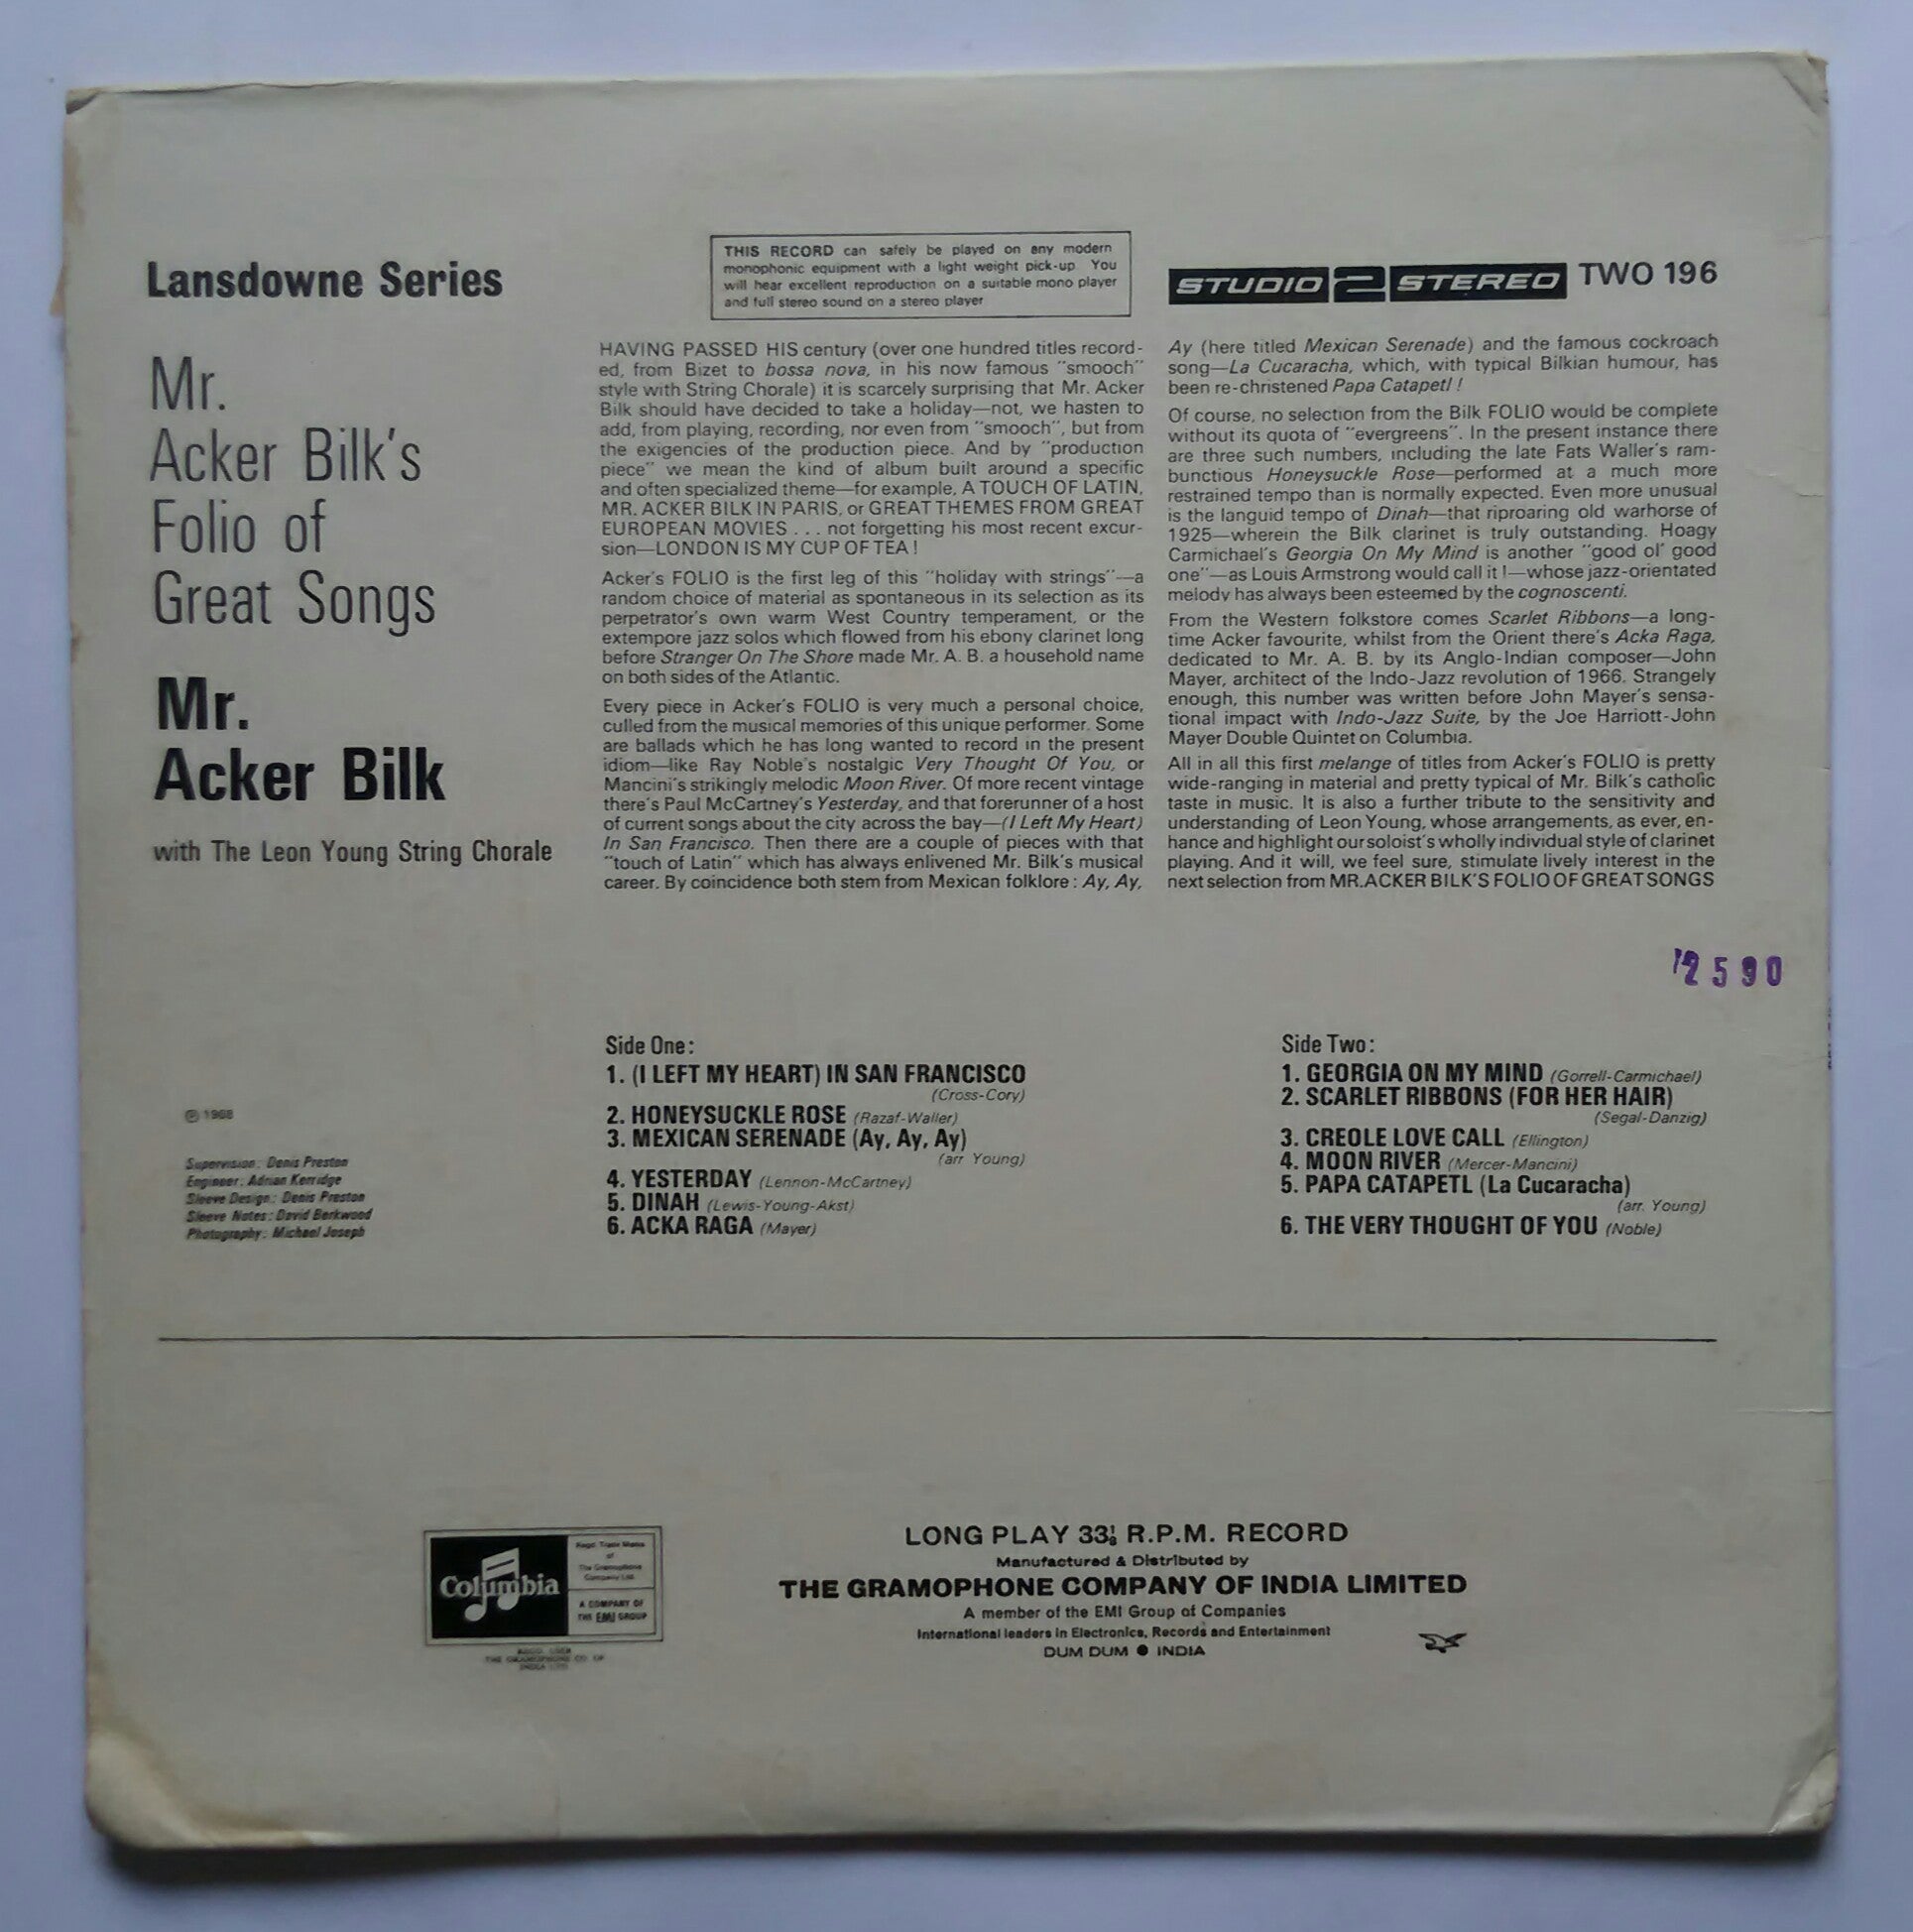 Lansdowne Series
Mr.
Acker Bilk's
Folio of
Great Songs
Mr.
Acker Bilk
with The Leon Young String Chorale
THIS RECORD can safely be played on any modern
monophonic equipment with a light weight pick-up You
will hear excellent reproduction on a suitable mono player
and full stereo sound on a stereo player
STUDIO 2 STEREO TWO 196
HAVING PASSED HIS century (over one hundred titles record-
ed, from Bizet to bossa nova, in his now famous "smooch"
style with String Chorale) it is scarcely surprising that Mr. Acker
Bilk should have decided to take a holiday—not, we hasten to
add, from playing, recording, nor even from "smooch", but from
the exigencies of the production piece. And by "production
piece" we mean the kind of album built around a specific
and often specialized theme—for example, A TOUCH OF LATIN,
MR. ACKER BILK IN PARIS, or GREAT THEMES FROM GREAT
EUROPEAN MOVIES . . . not forgetting his most recent excur-
sion—LONDON IS MY CUP OF TEA !
Acker's FOLIO is the first leg of this "holiday with strings"—a
random choice of material as spontaneous in its selection as its
perpetrator's own warm West Country temperament, or the
extempore jazz solos which flowed from his ebony clarinet long
before Stranger On The Shore made Mr. A. B. a household name
on both sides of the Atlantic.
Every piece in Acker's FOLIO is very much a personal choice,
culled from the musical memories of this unique performer. Some
are ballads which he has long wanted to record in the present
idiom—like Ray Noble's nostalgic Very Thought Of You, or
Mancini's strikingly melodic Moon River. Of more recent vintage
there's Paul McCartney's Yesterday, and that forerunner of a host
of current songs about the city across the bay—(I Left My Heart)
In San Francisco. Then there are a couple of pieces with that
"touch of Latin" which has always enlivened Mr. Bilk's musical
career. By coincidence both stem from Mexican folklore : Ay, Ay,
Ay (here titled Mexican Serenade) and the famous cockroach
song—La Cucaracha, which, with typical Bilkian humour, has
been re-christened Papa Catapetl !
Of course, no selection from the Bilk FOLIO would be complete
without its quota of "evergreens". In the present instance there
are three such numbers, including the late Fats Waller's ram-
bunctious Honeysuckle Rose—performed at a much more
restrained tempo than is normally expected. Even more unusual
is the languid tempo of Dinah—that riproaring old warhorse of
1925—wherein the Bilk clarinet is truly outstanding. Hoagy
Carmichael's Georgia On My Mind is another "good ol' good
one"—as Louis Armstrong would call it !—whose jazz-orientated
melody has always been esteemed by the cognoscenti.
From the Western folkstore comes Scarlet Ribbons—a long-
time Acker favourite, whilst from the Orient there's Acka Raga,
dedicated to Mr. A. B. by its Anglo-Indian composer—John
Mayer, architect of the Indo-Jazz revolution of 1966. Strangely
enough, this number was written before John Mayer's sensa-
tional impact with Indo-Jazz Suite, by the Joe Harriott-John
Mayer Double Quintet on Columbia.
All in all this first melange of titles from Acker's FOLIO is pretty
wide-ranging in material and pretty typical of Mr. Bilk's catholic
taste in music. It is also a further tribute to the sensitivity and
understanding of Leon Young, whose arrangements, as ever, en-
hance and highlight our soloist's wholly individual style of clarinet
playing. And it will, we feel sure, stimulate lively interest in the
next selection from MR.ACKER BILK'S FOLIO OF GREAT SONGS
12590
Side One:
1. (I LEFT MY HEART) IN SAN FRANCISCO
(Cross-Cory)
2. HONEYSUCKLE ROSE (Razaf-Waller)
3. MEXICAN SERENADE (Ay, Ay, Ay)
(arr Young)
4. YESTERDAY (Lennon-McCartney)
5. DINAH (Lewis-Young-Akst)
6. ACKA RAGA (Mayer)
Side Two:
1. GEORGIA ON MY MIND (Gorrell-Carmichael)
2. SCARLET RIBBONS (FOR HER HAIR)
(Segal-Danzig)
3. CREOLE LOVE CALL (Ellington)
4. MOON RIVER (Mercer-Mancini)
5. PAPA CATAPETL (La Cucaracha)
(arr. Young)
6. THE VERY THOUGHT OF YOU (Noble)
℗ 1968
Supervision: Denis Preston
Engineer: Adrian Kerridge
Sleeve Design: Denis Preston
Sleeve Notes: David Berkwood
Photography: Michael Joseph
Columbia
Regd. Trade Marks
of
The Gramophone
Company Ltd.
A COMPANY OF
THE EMI GROUP
REGD. USER
THE GRAMOPHONE CO. OF
INDIA LTD.
LONG PLAY 33⅓ R.P.M. RECORD
Manufactured & Distributed by
THE GRAMOPHONE COMPANY OF INDIA LIMITED
A member of the EMI Group of Companies
International leaders in Electronics, Records and Entertainment
DUM DUM ● INDIA